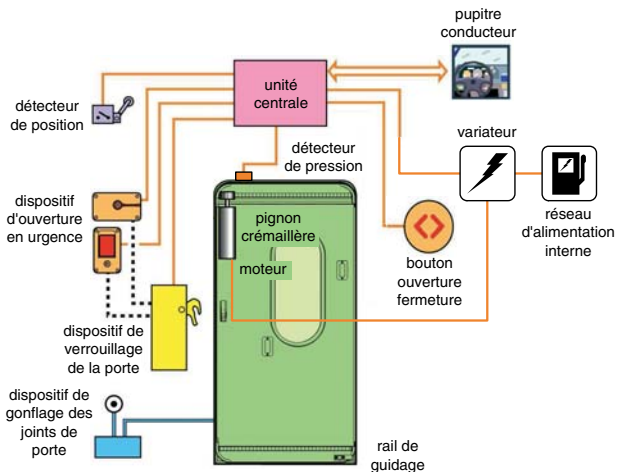 pupitre
conducteur
unité
centrale
détecteur
de position
variateur
détecteur
de pression
dispositif
d'ouverture
en urgence
pignon
crémaillère
moteur
réseau
d'alimentation
interne
bouton
ouverture
fermeture
dispositif de
verrouillage
de la porte
dispositif de
gonflage des
joints de
porte
rail de
guidage